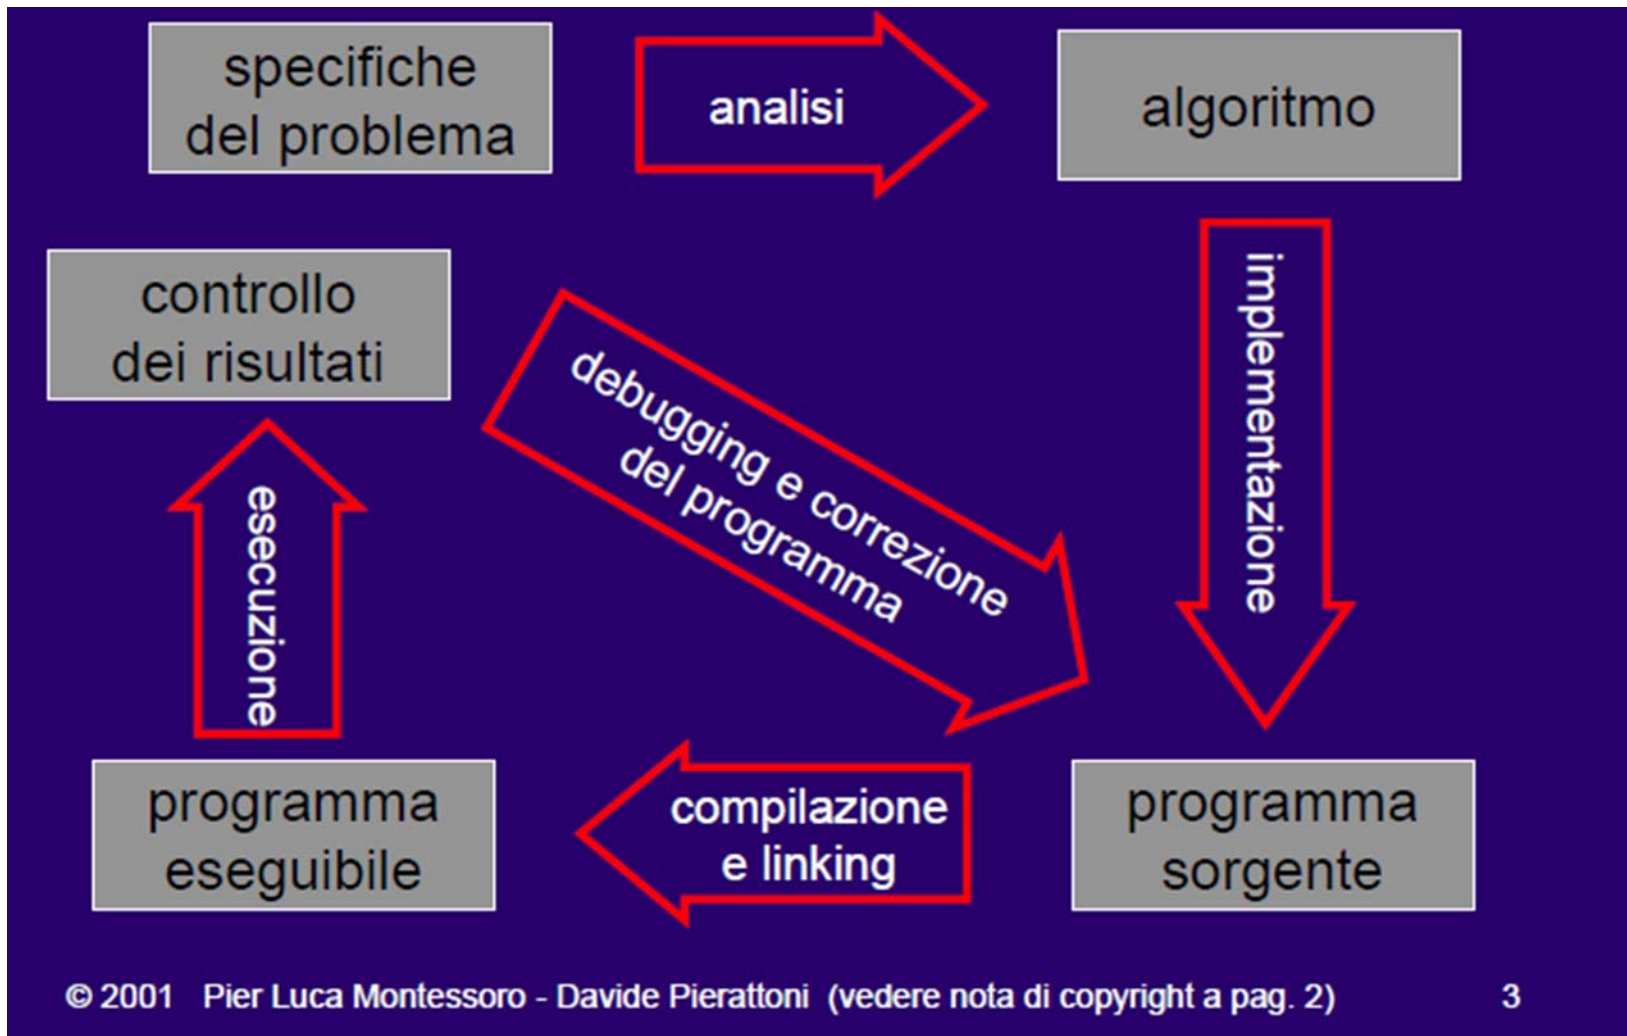 specifiche
del problema
analisi
algoritmo
implementazione
controllo
dei risultati
debugging e correzione
del programma
esecuzione
programma
eseguibile
compilazione
e linking
programma
sorgente
© 2001 Pier Luca Montessoro - Davide Pierattoni (vedere nota di copyright a pag. 2)
3